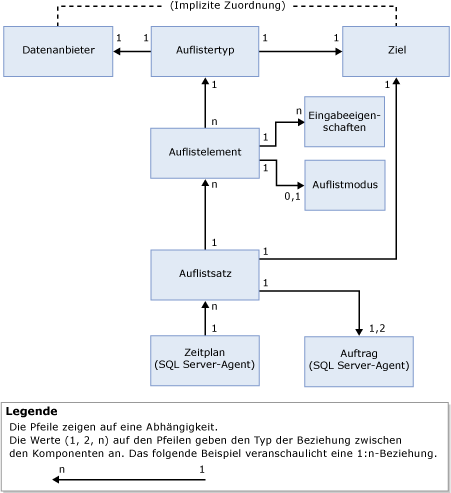 (Implizite Zuordnung)
Datenanbieter
1
1
Auflistertyp
1
1
Ziel
1
1
n
n
Eingabeeigen-
schaften
Auflistelement
1
1
Auflistmodus
0,1
n
1
1
Auflistsatz
1
n
1
1,2
Zeitplan
(SQL Server-Agent)
Auftrag
(SQL Server-Agent)
Legende
Die Pfeile zeigen auf eine Abhängigkeit.
Die Werte (1, 2, n) auf den Pfeilen geben den Typ der Beziehung zwischen
den Komponenten an. Das folgende Beispiel veranschaulicht eine 1:n-Beziehung.
n
1